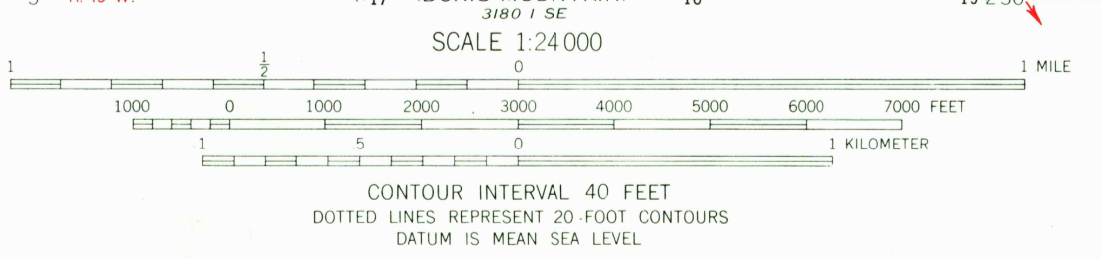 3180 I SE
SCALE 1:24 000
1 1/2 0 1 MILE
1000 0 1000 2000 3000 4000 5000 6000 7000 FEET
1 .5 0 1 KILOMETER
CONTOUR INTERVAL 40 FEET
DOTTED LINES REPRESENT 20-FOOT CONTOURS
DATUM IS MEAN SEA LEVEL